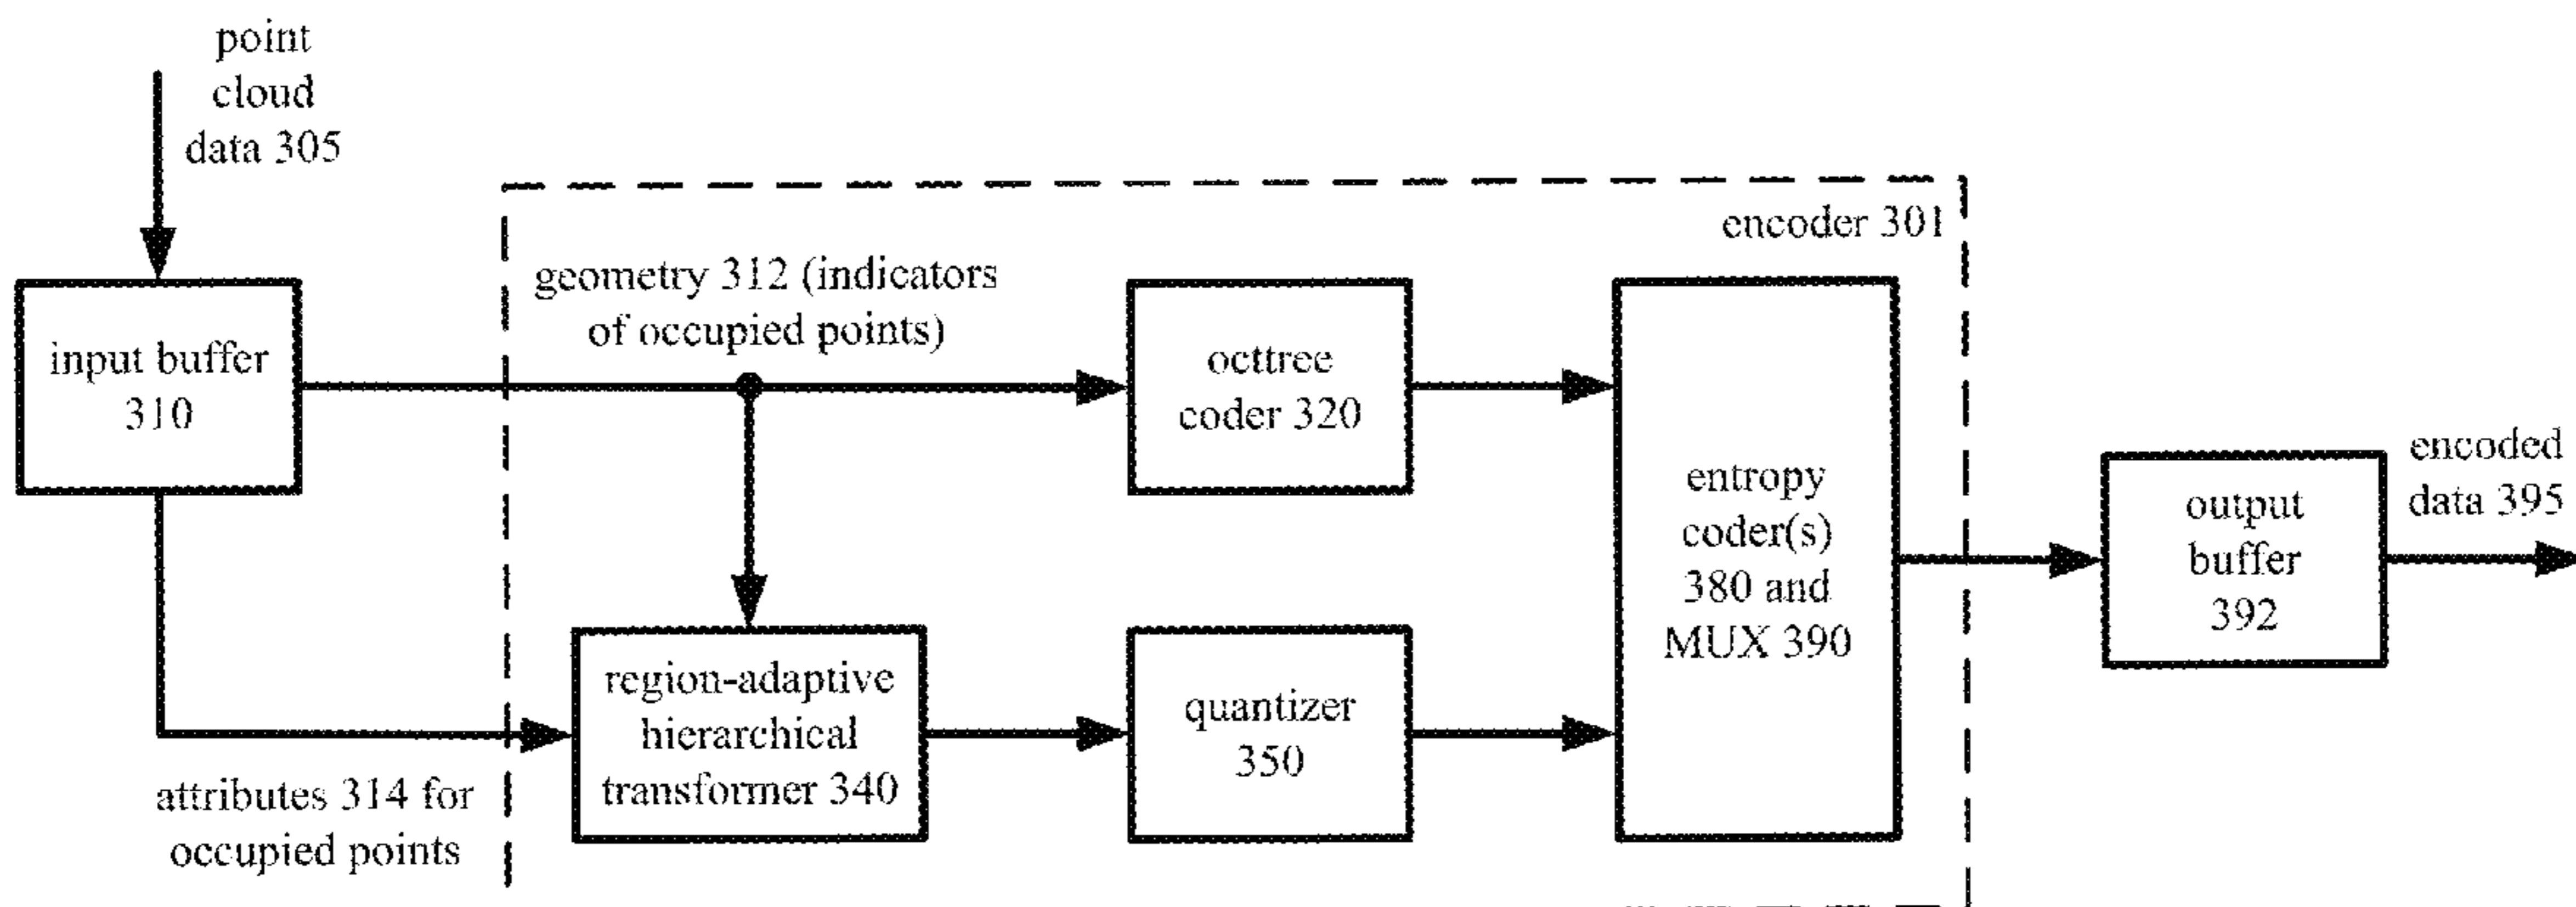 point
cloud
data 305
encoder 301
geometry 312 (indicators
of occupied points)
input buffer
310
octtree
coder 320
entropy
coder(s)
380 and
MUX 390
encoded
data 395
output
buffer
392
region-adaptive
hierarchical
transformer 340
quantizer
350
attributes 314 for
occupied points